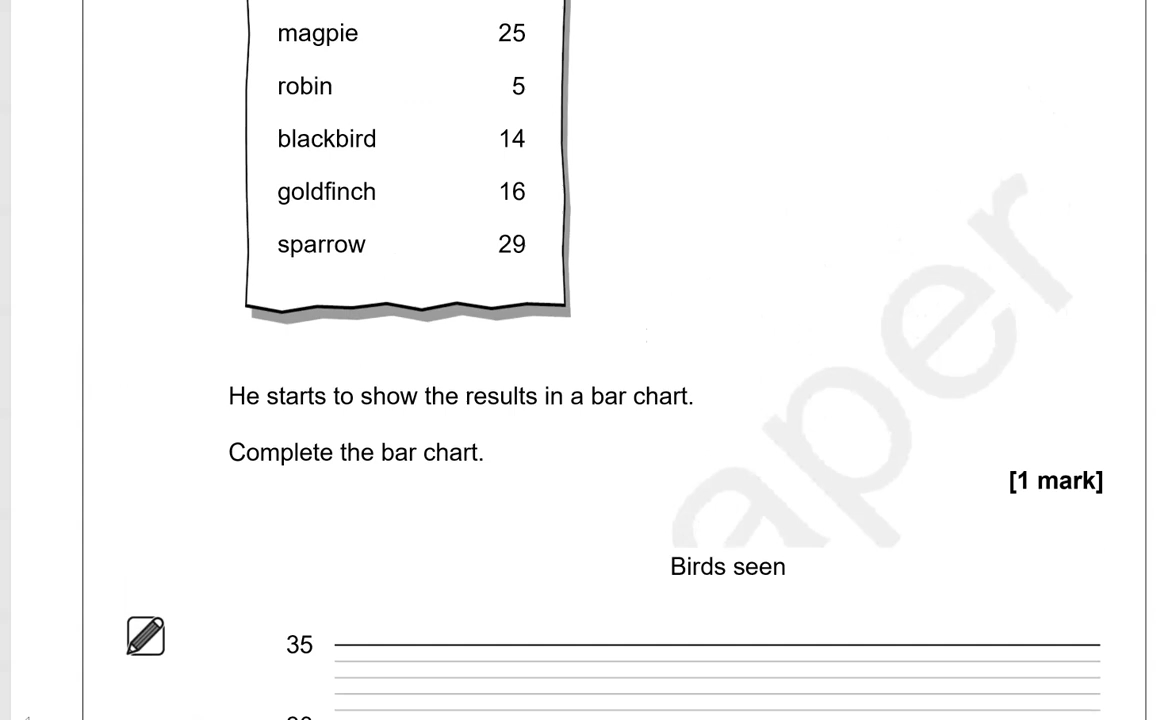 magpie 25
robin 5
blackbird 14
goldfinch 16
sparrow 29
He starts to show the results in a bar chart.
Complete the bar chart.
[1 mark]
aper
Birds seen
35